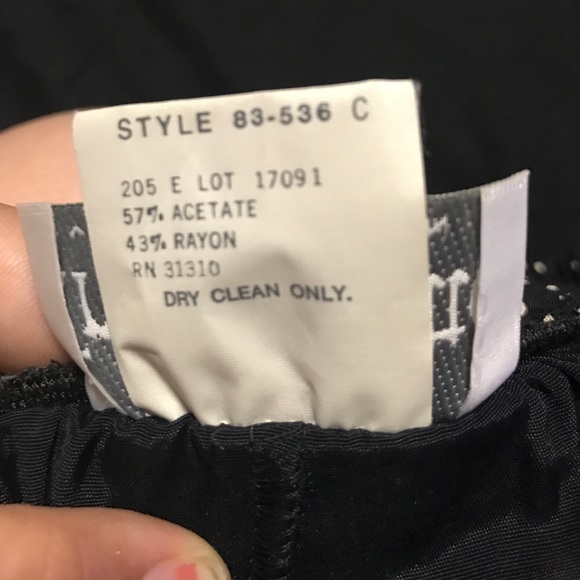 STYLE 83-536 C
205 E LOT 17091
57% ACETATE
43% RAYON
RN 31310
DRY CLEAN ONLY.